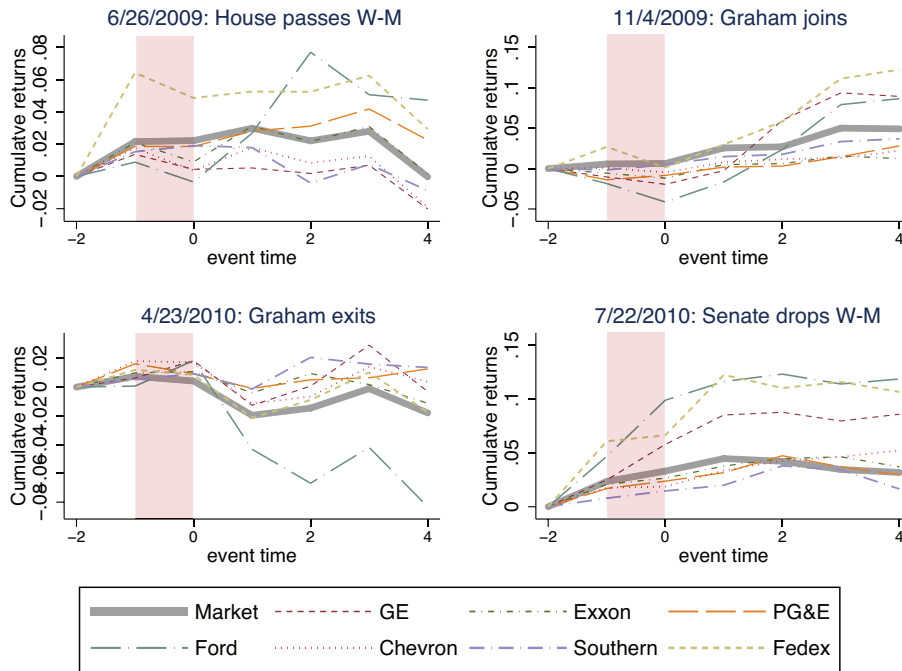 6/26/2009: House passes W-M
Cumulatve returns
-.02 0 .02 .04 .06 .08
-2 0 2 4
event time
11/4/2009: Graham joins
Cumulatve returns
-.05 0 .05 .1 .15
-2 0 2 4
event time
4/23/2010: Graham exits
Cumulatve returns
-.08.06.04.02 0 .02
-2 0 2 4
event time
7/22/2010: Senate drops W-M
Cumulatve returns
0 .05 .1 .15
-2 0 2 4
event time
Market GE Exxon PG&E
Ford Chevron Southern Fedex